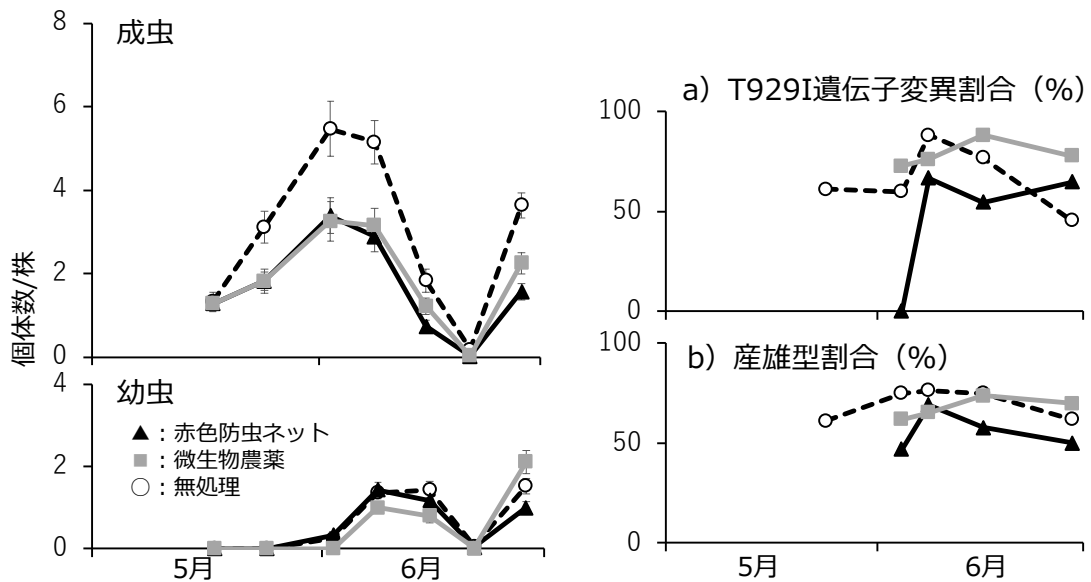 成虫
8
6
4
2
0
個体数/株
幼虫
4
2
0
▲：赤色防虫ネット
■：微生物農薬
○：無処理
5月 6月
a）T929I遺伝子変異割合（%）
100
50
0
b）産雄型割合（%）
100
50
0
5月 6月